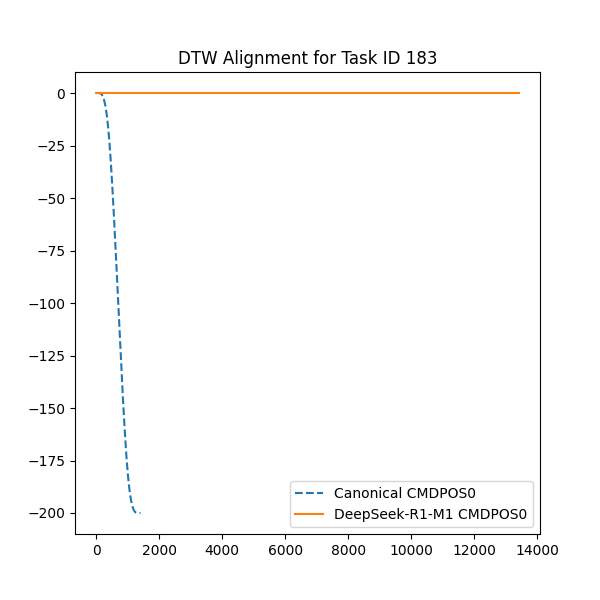 DTW Alignment for Task ID 183
0
−25
−50
−75
−100
−125
−150
−175
−200
Canonical CMDPOS0
DeepSeek-R1-M1 CMDPOS0
0 2000 4000 6000 8000 10000 12000 14000